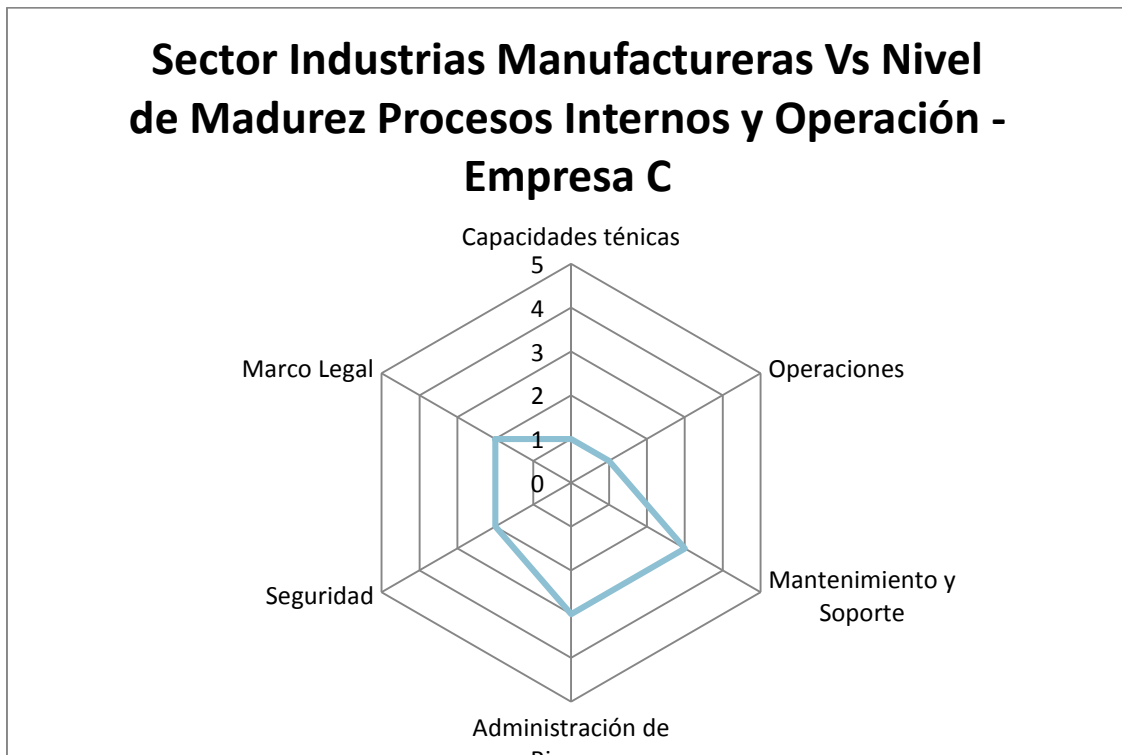 Sector Industrias Manufactureras Vs Nivel
de Madurez Procesos Internos y Operación -
Empresa C
Capacidades ténicas
5
4
3
2
1
0
Operaciones
Marco Legal
Mantenimiento y
Soporte
Seguridad
Administración de